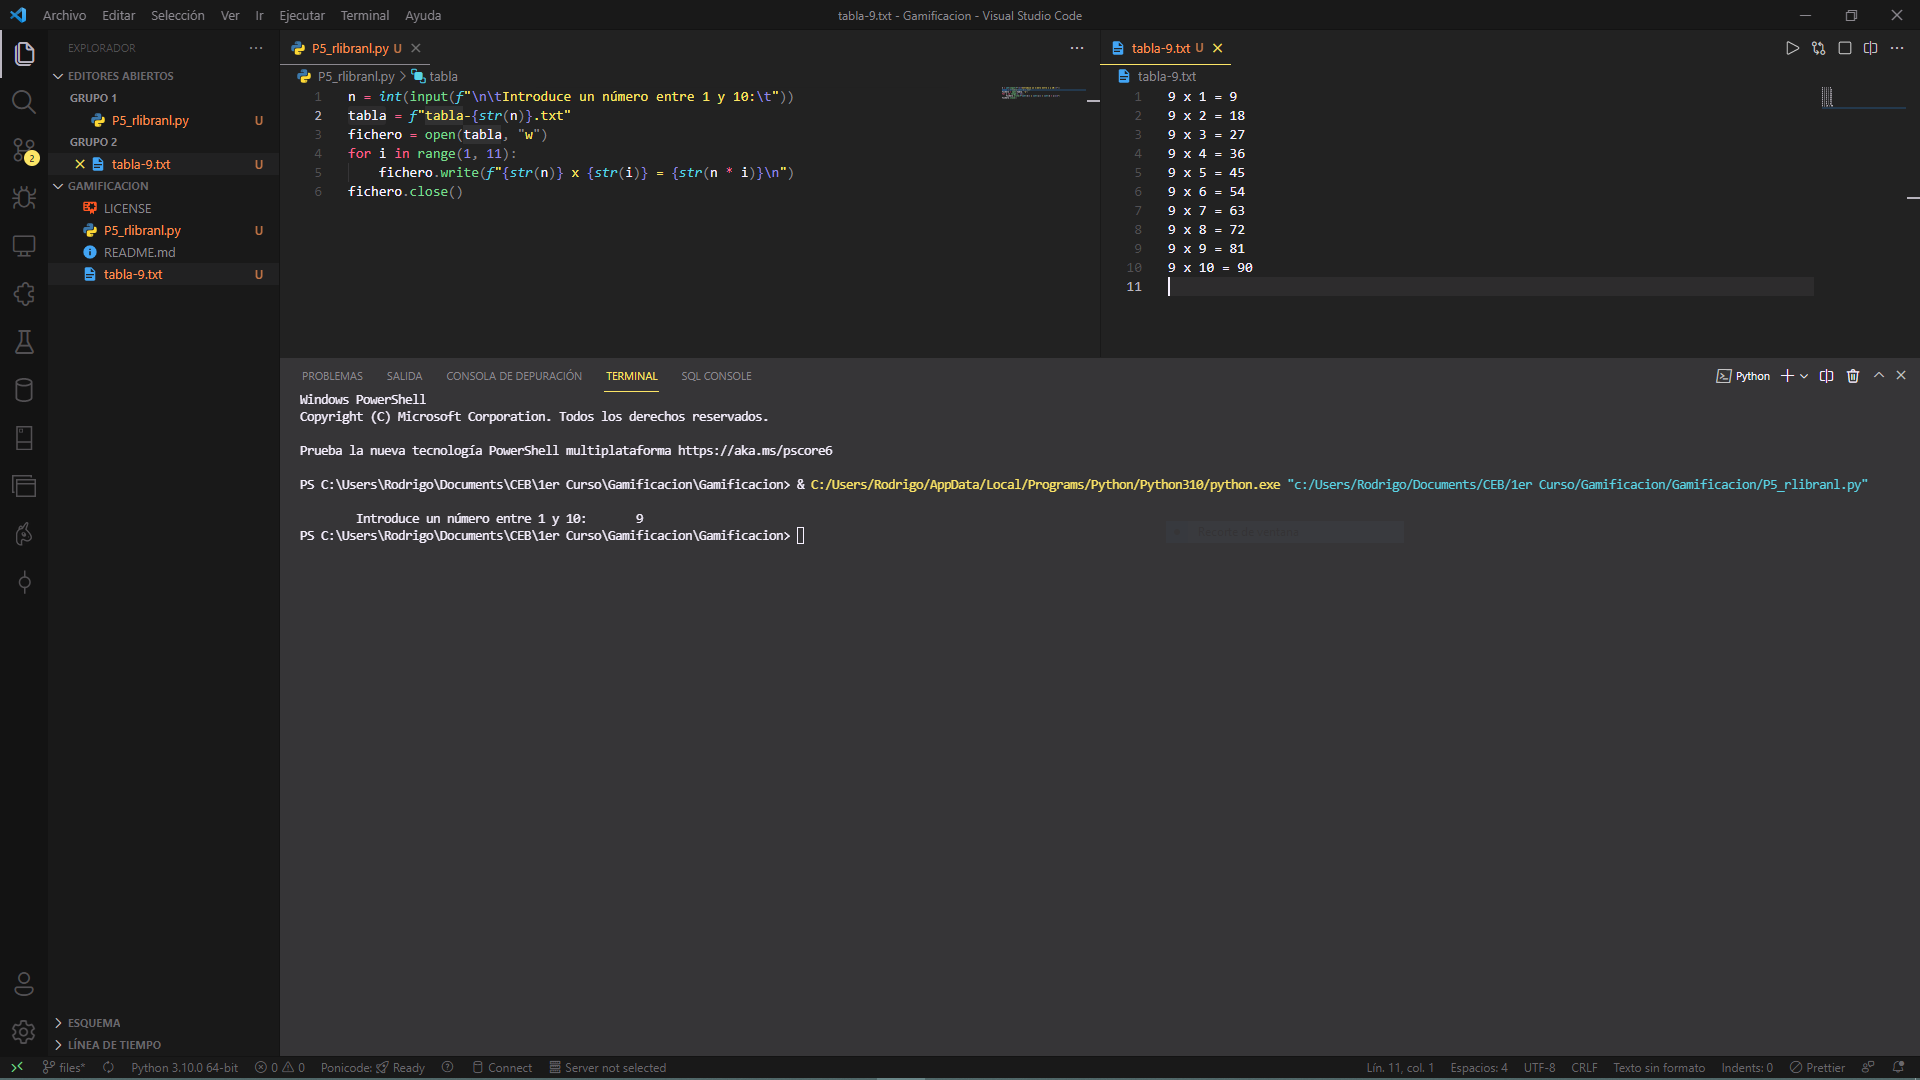 Archivo Editar Selección Ver Ir Ejecutar Terminal Ayuda
tabla-9.txt - Gamificacion - Visual Studio Code
EXPLORADOR
EDITORES ABIERTOS
GRUPO 1
P5_rlibranl.py U
GRUPO 2
tabla-9.txt U
GAMIFICACION
LICENSE
P5_rlibranl.py U
README.md
tabla-9.txt U
2
ESQUEMA
LÍNEA DE TIEMPO
P5_rlibranl.py U
P5_rlibranl.py > tabla
1 n = int(input(f"\n\tIntroduce un número entre 1 y 10:\t"))
2 tabla = f"tabla-{str(n)}.txt"
3 fichero = open(tabla, "w")
4 for i in range(1, 11):
5 fichero.write(f"{str(n)} x {str(i)} = {str(n * i)}\n")
6 fichero.close()
tabla-9.txt U
tabla-9.txt
1 9 x 1 = 9
2 9 x 2 = 18
3 9 x 3 = 27
4 9 x 4 = 36
5 9 x 5 = 45
6 9 x 6 = 54
7 9 x 7 = 63
8 9 x 8 = 72
9 9 x 9 = 81
10 9 x 10 = 90
11
PROBLEMAS SALIDA CONSOLA DE DEPURACIÓN TERMINAL SQL CONSOLE
Python
Windows PowerShell
Copyright (C) Microsoft Corporation. Todos los derechos reservados.
Prueba la nueva tecnología PowerShell multiplataforma https://aka.ms/pscore6
PS C:\Users\Rodrigo\Documents\CEB\1er Curso\Gamificacion\Gamificacion> & C:/Users/Rodrigo/AppData/Local/Programs/Python/Python310/python.exe "c:/Users/Rodrigo/Documents/CEB/1er Curso/Gamificacion/Gamificacion/P5_rlibranl.py"
Introduce un número entre 1 y 10: 9
PS C:\Users\Rodrigo\Documents\CEB\1er Curso\Gamificacion\Gamificacion>
files* Python 3.10.0 64-bit 0 0 Ponicode: Ready Connect Server not selected
Lín. 11, col. 1 Espacios: 4 UTF-8 CRLF Texto sin formato Indents: 0 Prettier